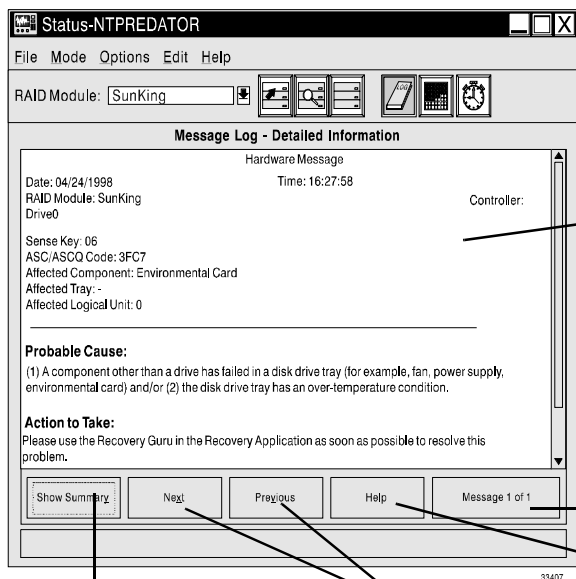 Status-NTPREDATOR
File Mode Options Edit Help
RAID Module: SunKing
LOG
Message Log - Detailed Information
Hardware Message
Date: 04/24/1998 Time: 16:27:58
RAID Module: SunKing Controller:
Drive0
Sense Key: 06
ASC/ASCQ Code: 3FC7
Affected Component: Environmental Card
Affected Tray: -
Affected Logical Unit: 0
Probable Cause:
(1) A component other than a drive has failed in a disk drive tray (for example, fan, power supply,
environmental card) and/or (2) the disk drive tray has an over-temperature condition.
Action to Take:
Please use the Recovery Guru in the Recovery Application as soon as possible to resolve this
problem.
Show Summary Next Previous Help Message 1 of 1
33407